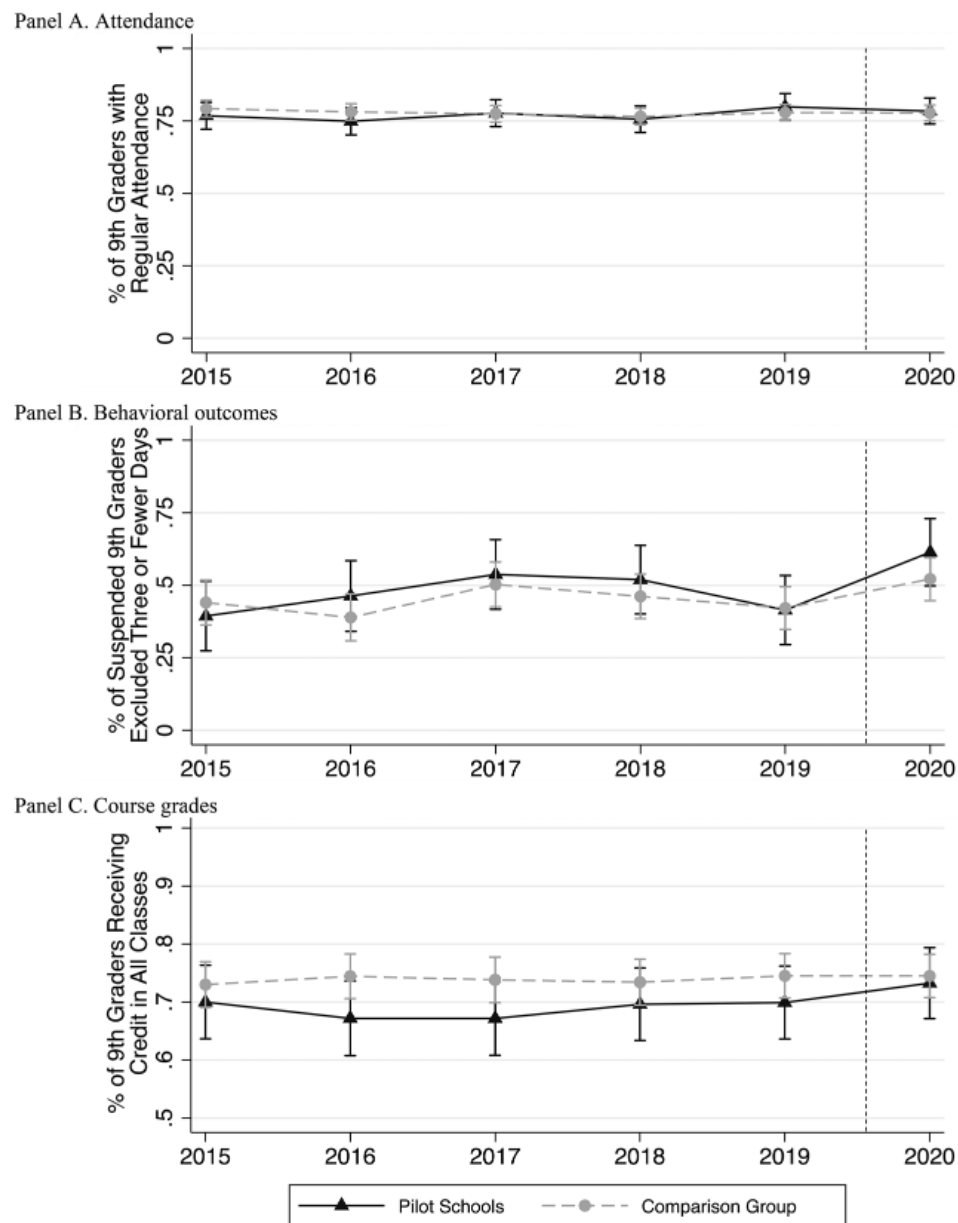 Panel A. Attendance
% of 9th Graders with
Regular Attendance
1
.75
.5
.25
0
2015 2016 2017 2018 2019 2020
Panel B. Behavioral outcomes
% of Suspended 9th Graders
Excluded Three or Fewer Days
1
.75
.5
.25
0
2015 2016 2017 2018 2019 2020
Panel C. Course grades
% of 9th Graders Receiving
Credit in All Classes
1
.9
.8
.7
.6
.5
2015 2016 2017 2018 2019 2020
Pilot Schools Comparison Group